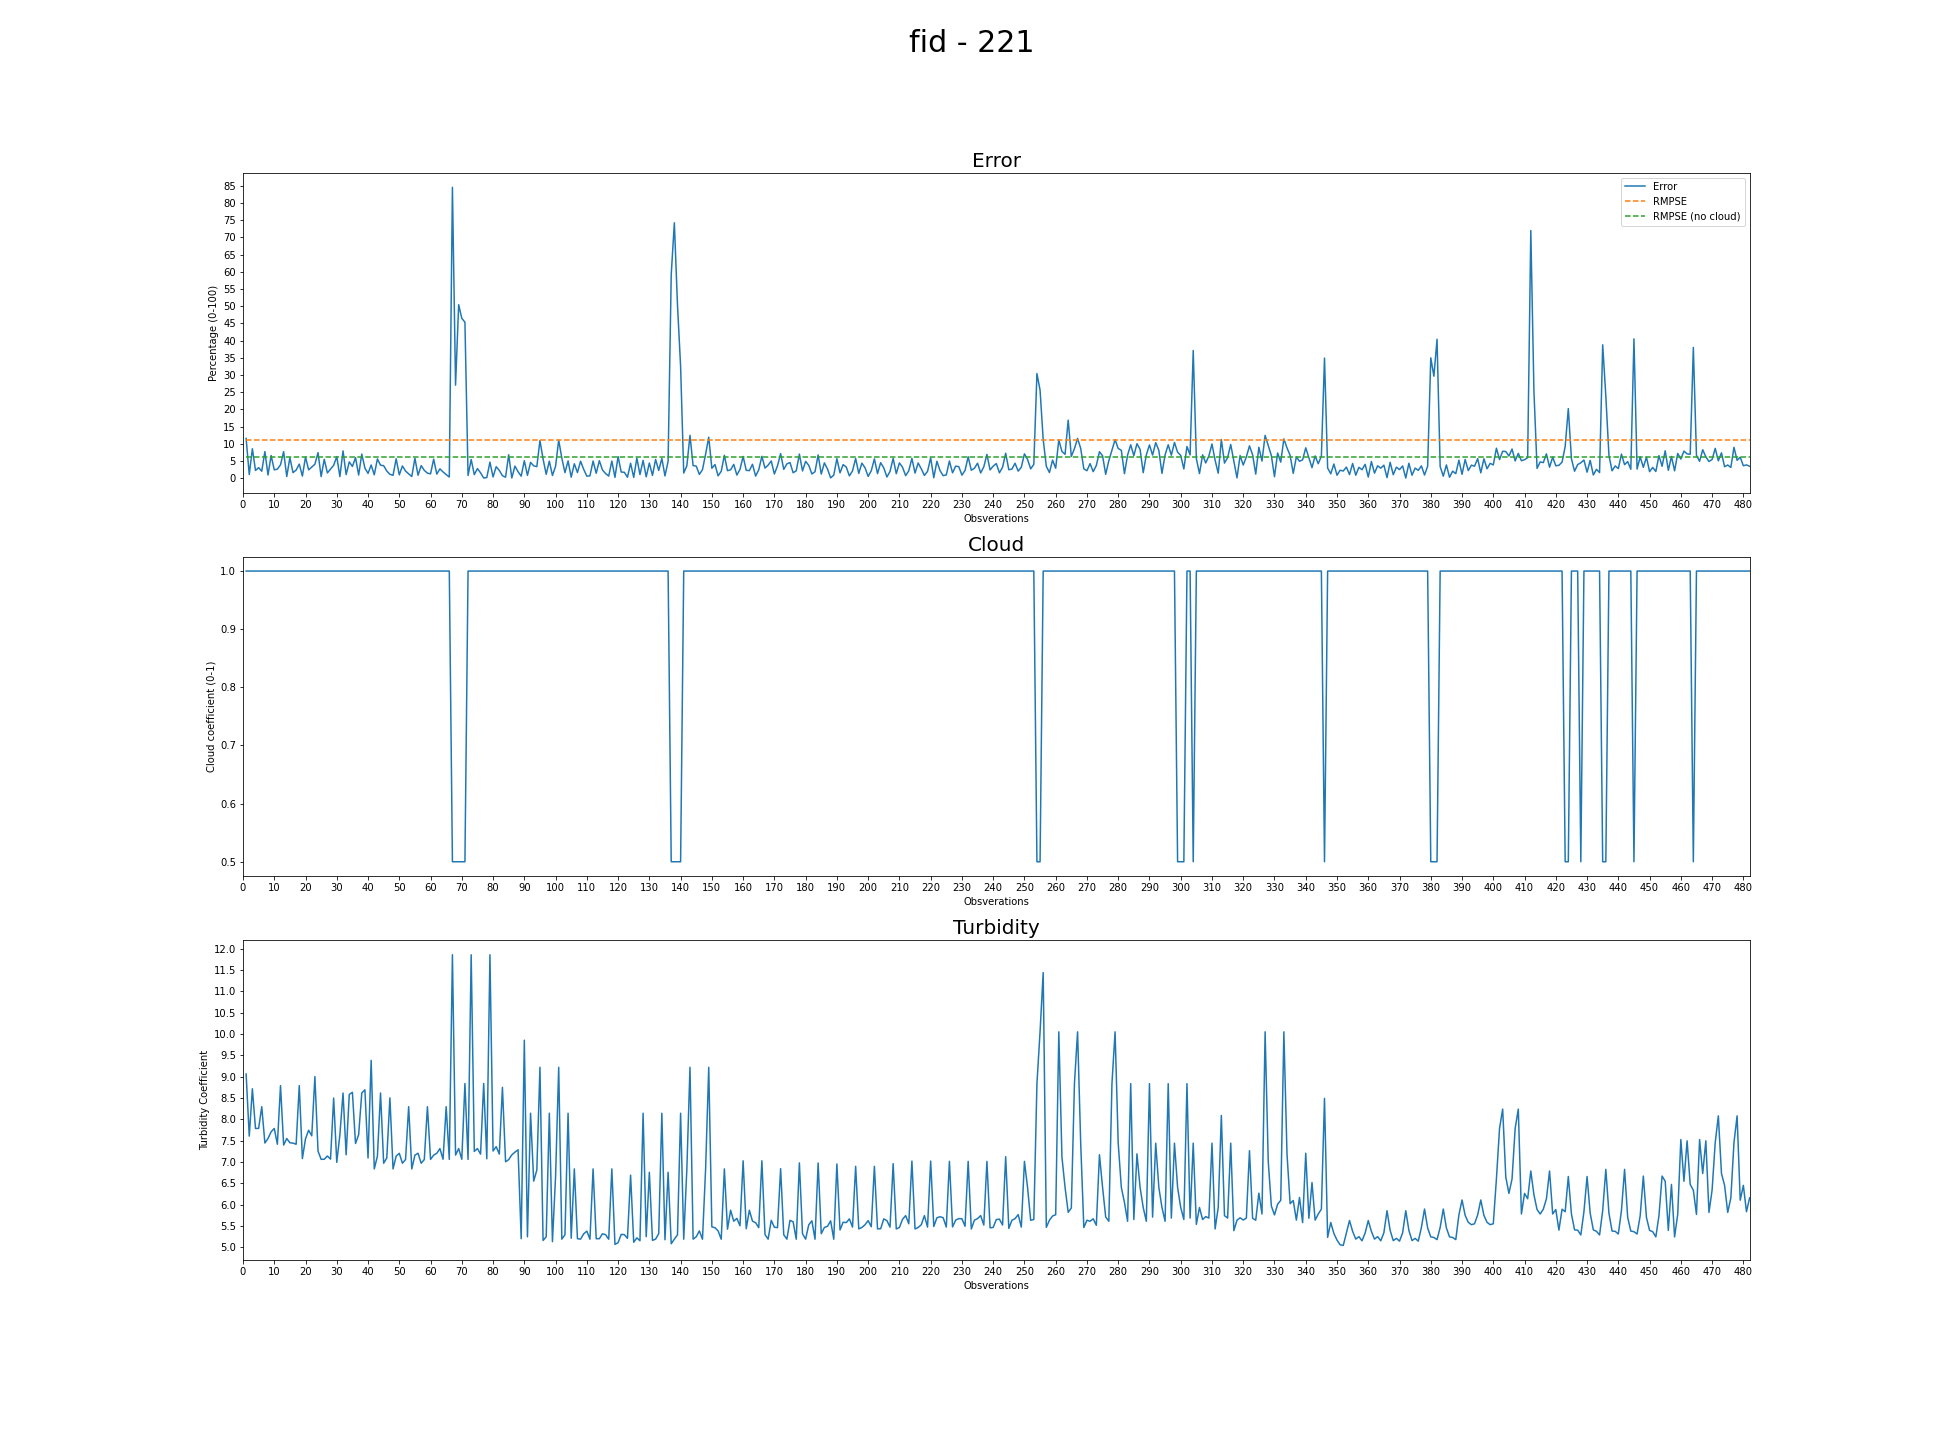 fid - 221
Error
85
80
75
70
65
60
55
50
45
40
35
30
25
20
15
10
5
0
Percentage (0-100)
Error
RMPSE
RMPSE (no cloud)
0 10 20 30 40 50 60 70 80 90 100 110 120 130 140 150 160 170 180 190 200 210 220 230 240 250 260 270 280 290 300 310 320 330 340 350 360 370 380 390 400 410 420 430 440 450 460 470 480
Obsverations
Cloud
1.0
0.9
0.8
0.7
0.6
0.5
Cloud coefficient (0-1)
0 10 20 30 40 50 60 70 80 90 100 110 120 130 140 150 160 170 180 190 200 210 220 230 240 250 260 270 280 290 300 310 320 330 340 350 360 370 380 390 400 410 420 430 440 450 460 470 480
Obsverations
Turbidity
12.0
11.5
11.0
10.5
10.0
9.5
9.0
8.5
8.0
7.5
7.0
6.5
6.0
5.5
5.0
Turbidity Coefficient
0 10 20 30 40 50 60 70 80 90 100 110 120 130 140 150 160 170 180 190 200 210 220 230 240 250 260 270 280 290 300 310 320 330 340 350 360 370 380 390 400 410 420 430 440 450 460 470 480
Obsverations